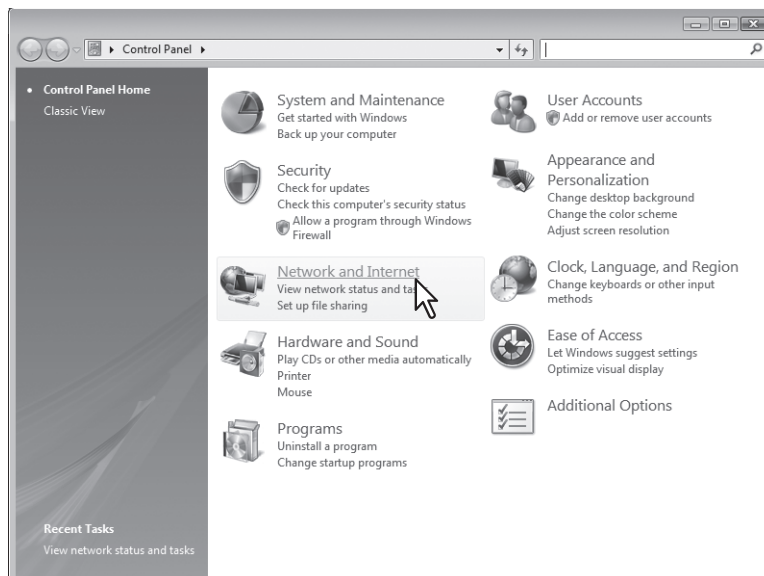 Control Panel
Control Panel Home
Classic View
System and Maintenance
Get started with Windows
Back up your computer
Security
Check for updates
Check this computer's security status
Allow a program through Windows
Firewall
Network and Internet
View network status and
Set up file sharing
Hardware and Sound
Play CDs or other media automatically
Printer
Mouse
Programs
Uninstall a program
Change startup programs
User Accounts
Add or remove user accounts
Appearance and
Personalization
Change desktop background
Change the color scheme
Adjust screen resolution
Clock, Language, and Region
Change keyboards or other input
methods
Ease of Access
Let Windows suggest settings
Optimize visual display
Additional Options
Recent Tasks
View network status and tasks